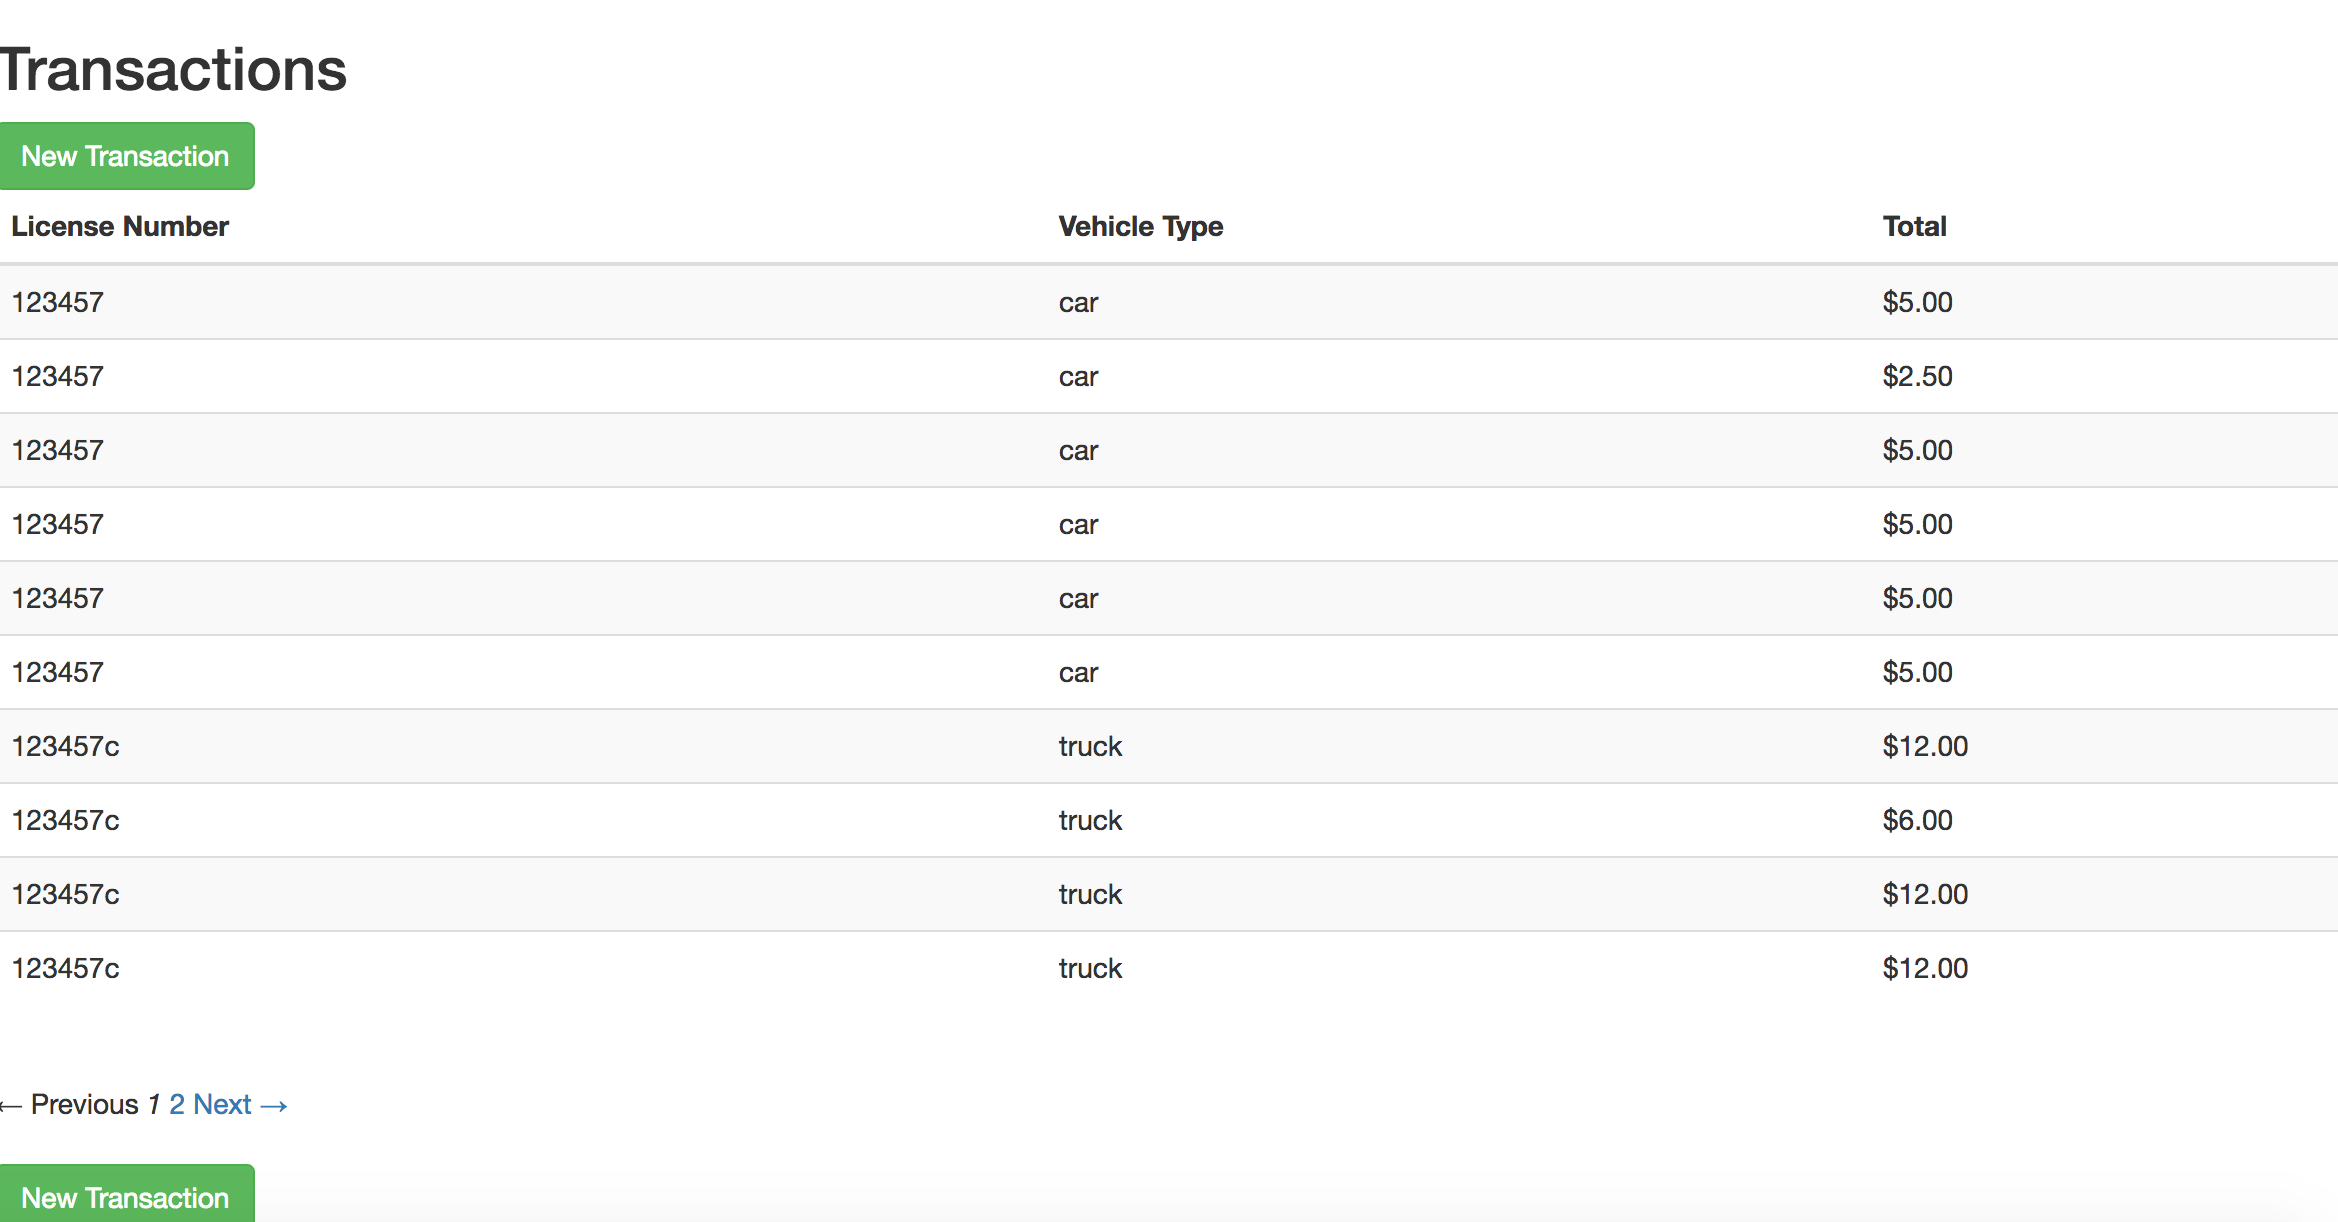 Transactions
New Transaction
License Number Vehicle Type Total
123457 car $5.00
123457 car $2.50
123457 car $5.00
123457 car $5.00
123457 car $5.00
123457 car $5.00
123457c truck $12.00
123457c truck $6.00
123457c truck $12.00
123457c truck $12.00
← Previous 1 2 Next →
New Transaction